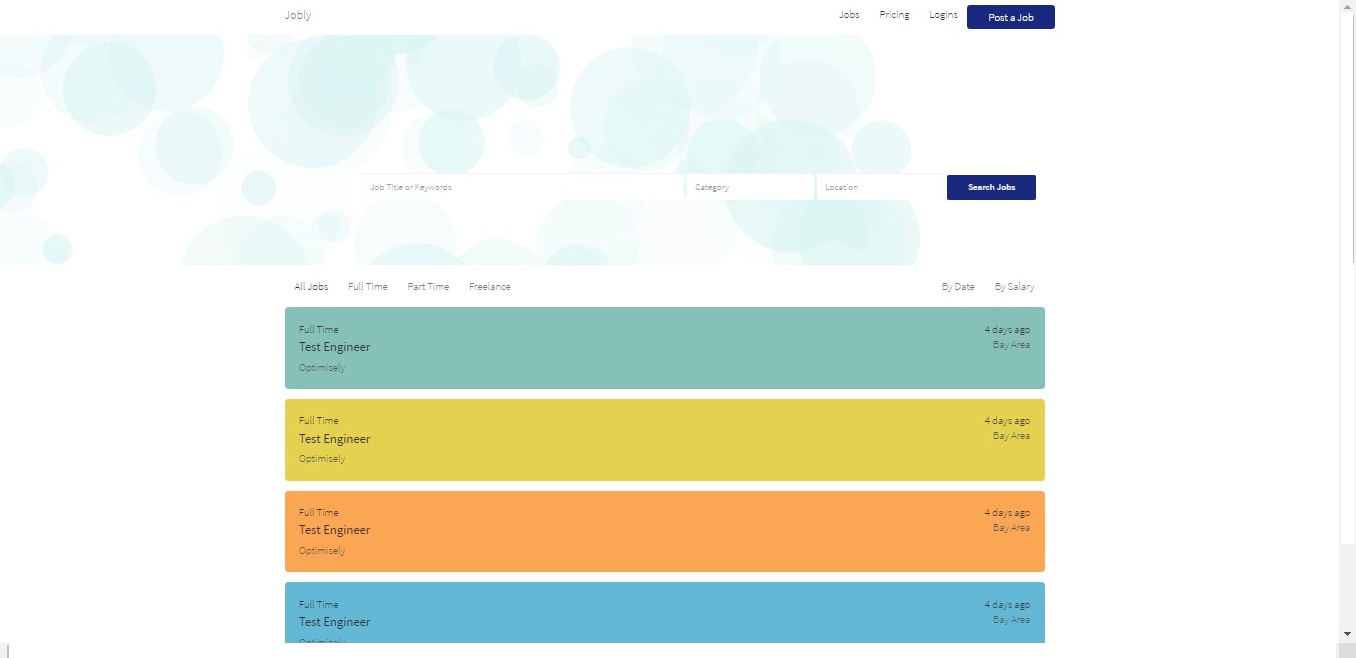 Jobly
Jobs Pricing Logins Post a Job
Job Title or Keywords Category Location Search Jobs
All Jobs Full Time Part Time Freelance By Date By Salary
Full Time 4 days ago
Test Engineer Bay Area
Optimisely
Full Time 4 days ago
Test Engineer Bay Area
Optimisely
Full Time 4 days ago
Test Engineer Bay Area
Optimisely
Full Time 4 days ago
Test Engineer Bay Area
Optimisely